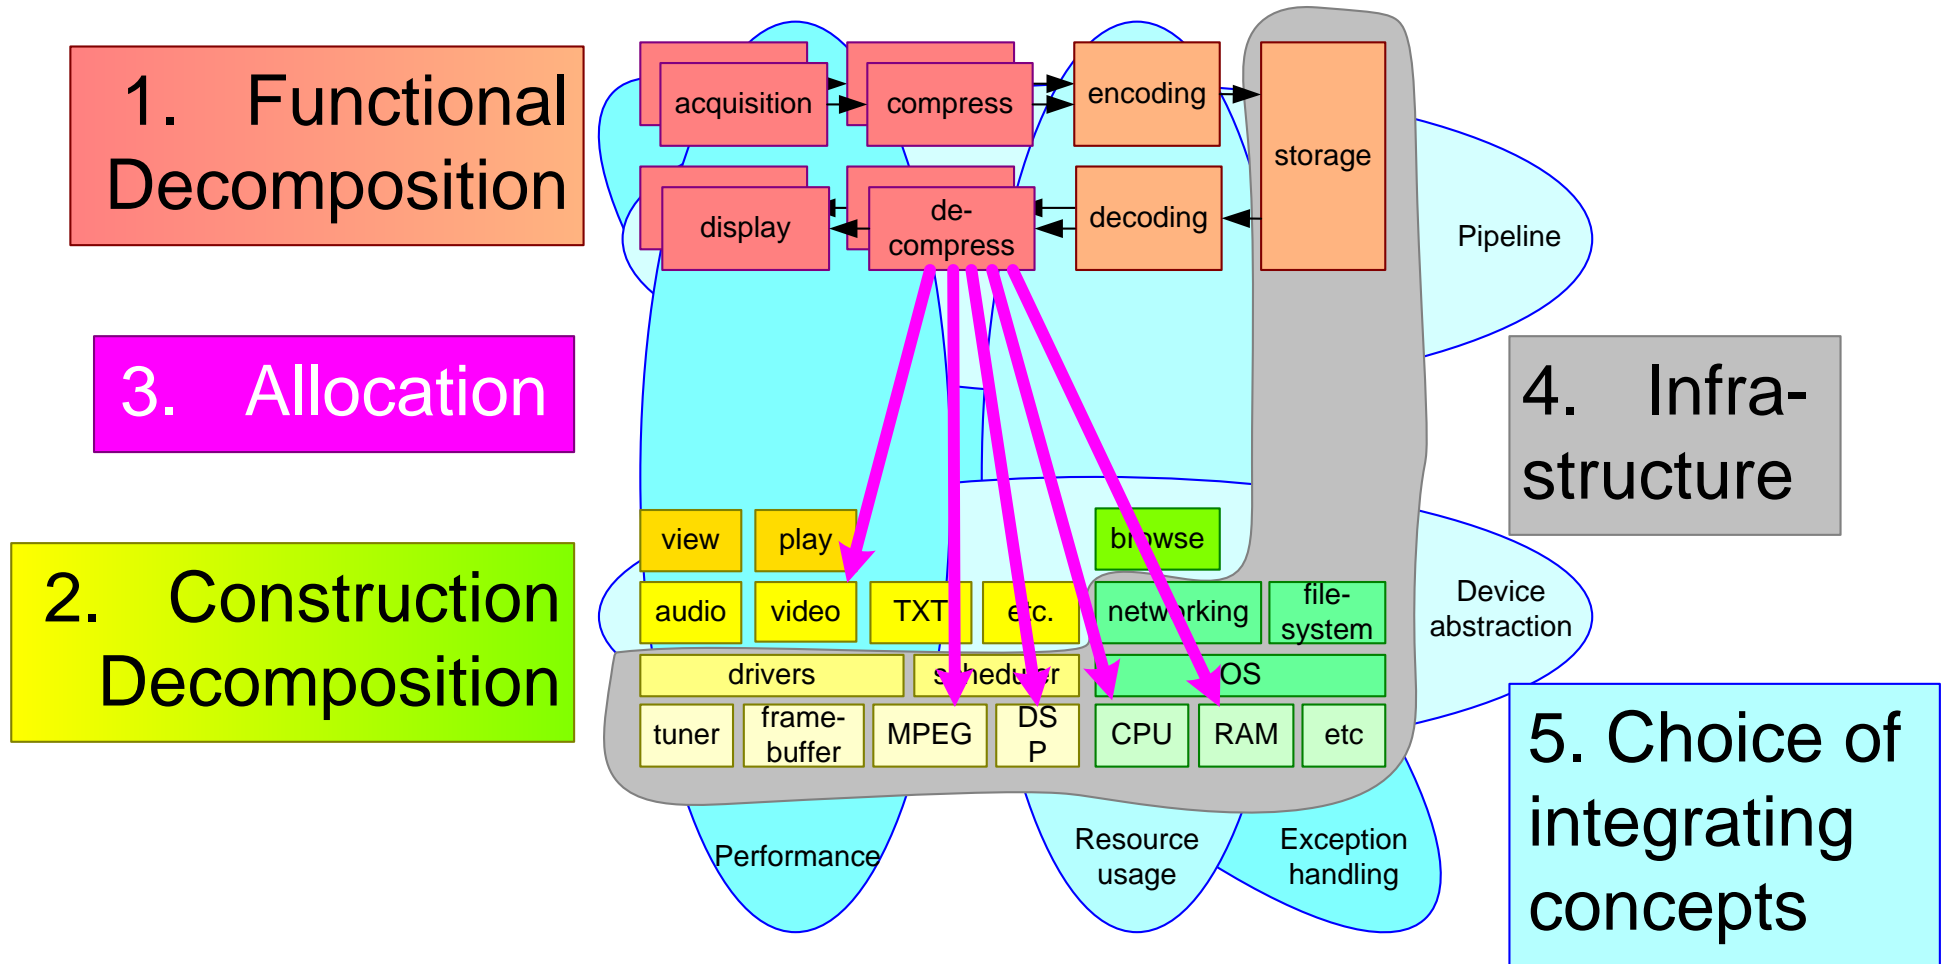 1. Functional
Decomposition
acquisition
compress
encoding
storage
display
de-
compress
decoding
Pipeline
3. Allocation
4. Infra-
structure
2. Construction
Decomposition
view
play
browse
audio
video
TXT
etc.
networking
file-
system
Device
abstraction
drivers
scheduler
OS
tuner
frame-
buffer
MPEG
DS
P
CPU
RAM
etc
5. Choice of
integrating
concepts
Performance
Resource
usage
Exception
handling